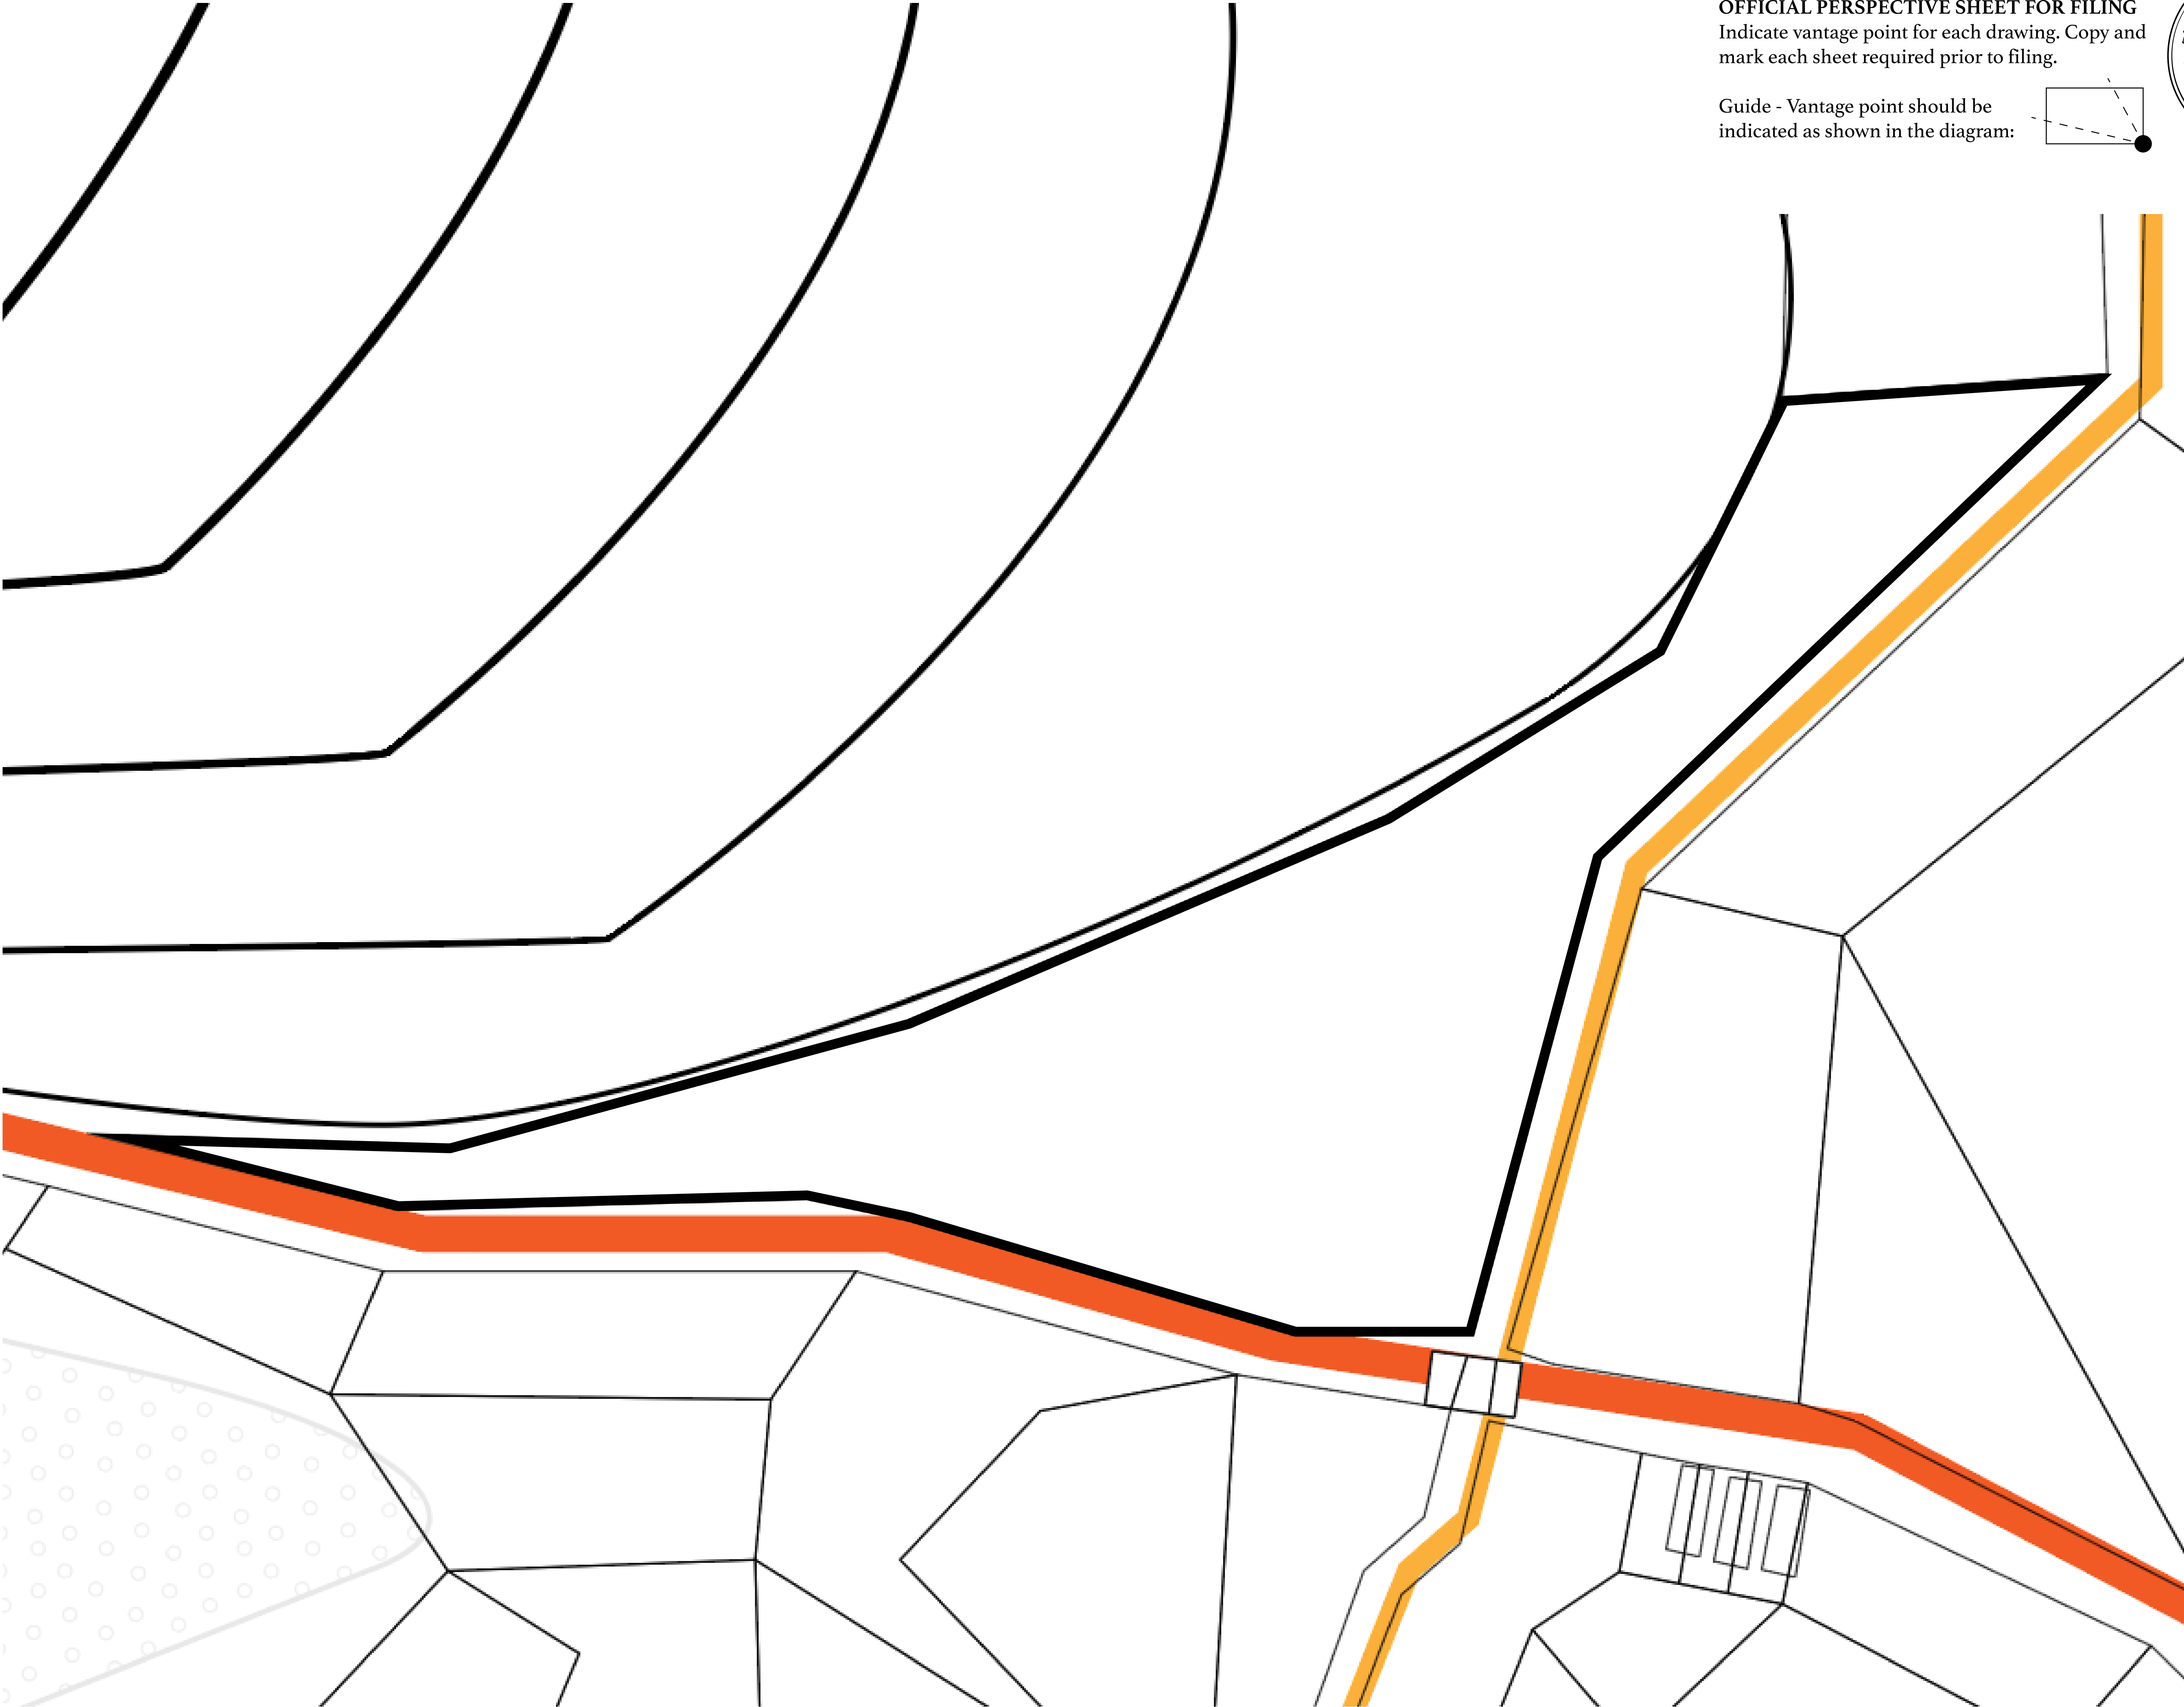 OFFICIAL PERSPECTIVE SHEET FOR FILING
Indicate vantage point for each drawing. Copy and
mark each sheet required prior to filing.
Guide - Vantage point should be
indicated as shown in the diagram: